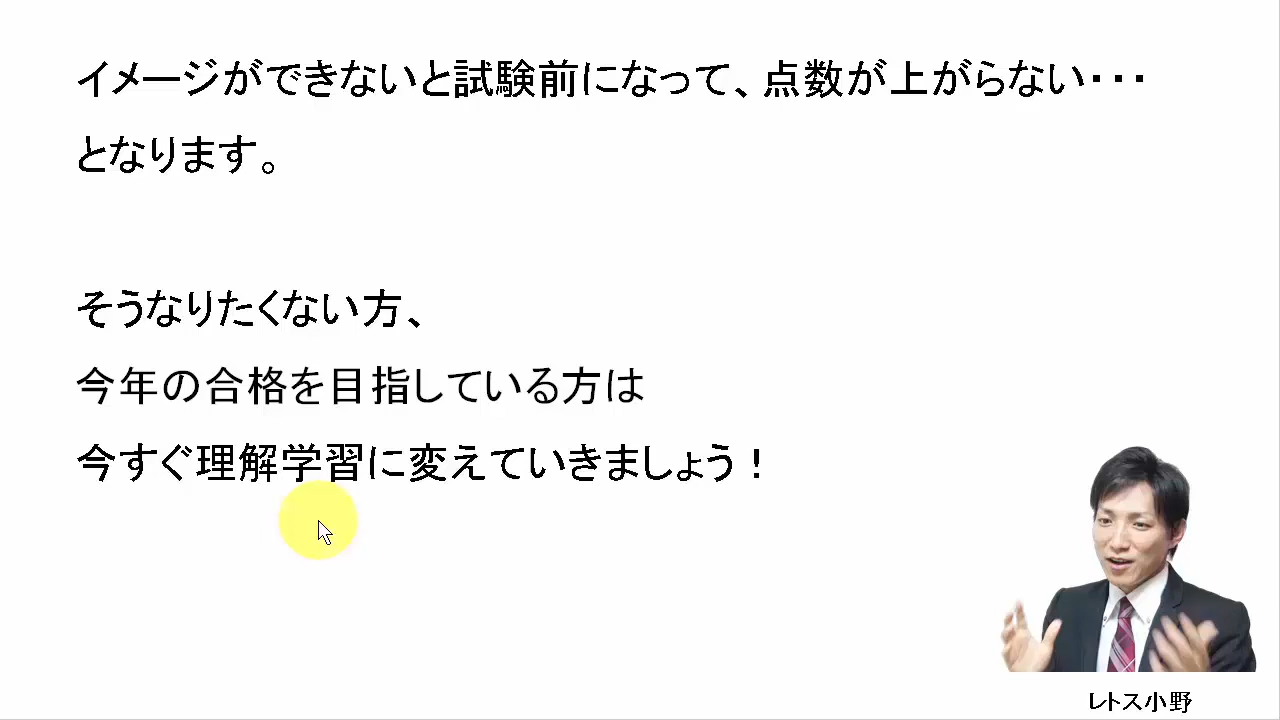 イメージができないと試験前になって、点数が上がらない・・・
となります。
そうなりたくない方、
今年の合格を目指している方は
今すぐ理解学習に変えていきましょう！
レトス小野